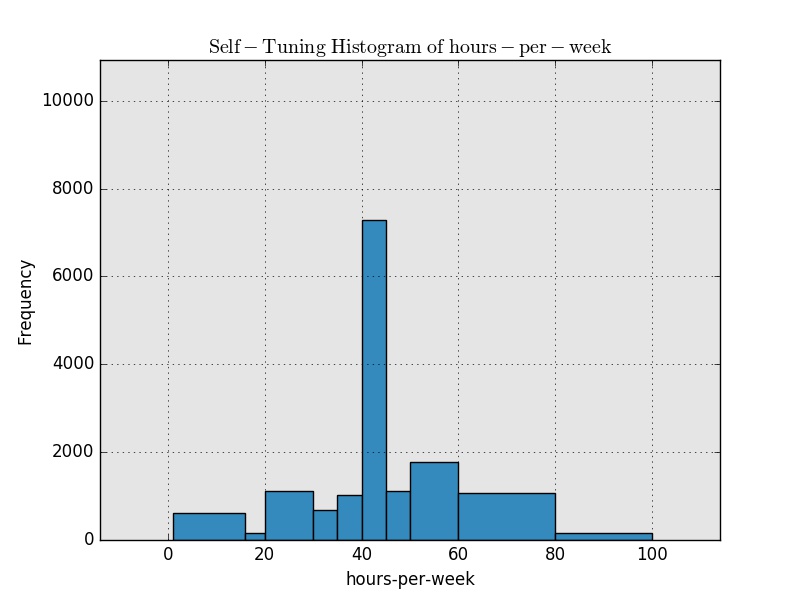 Self − Tuning Histogram of hours − per − week
10000
8000
6000
4000
2000
0
Frequency
0 20 40 60 80 100
hours-per-week